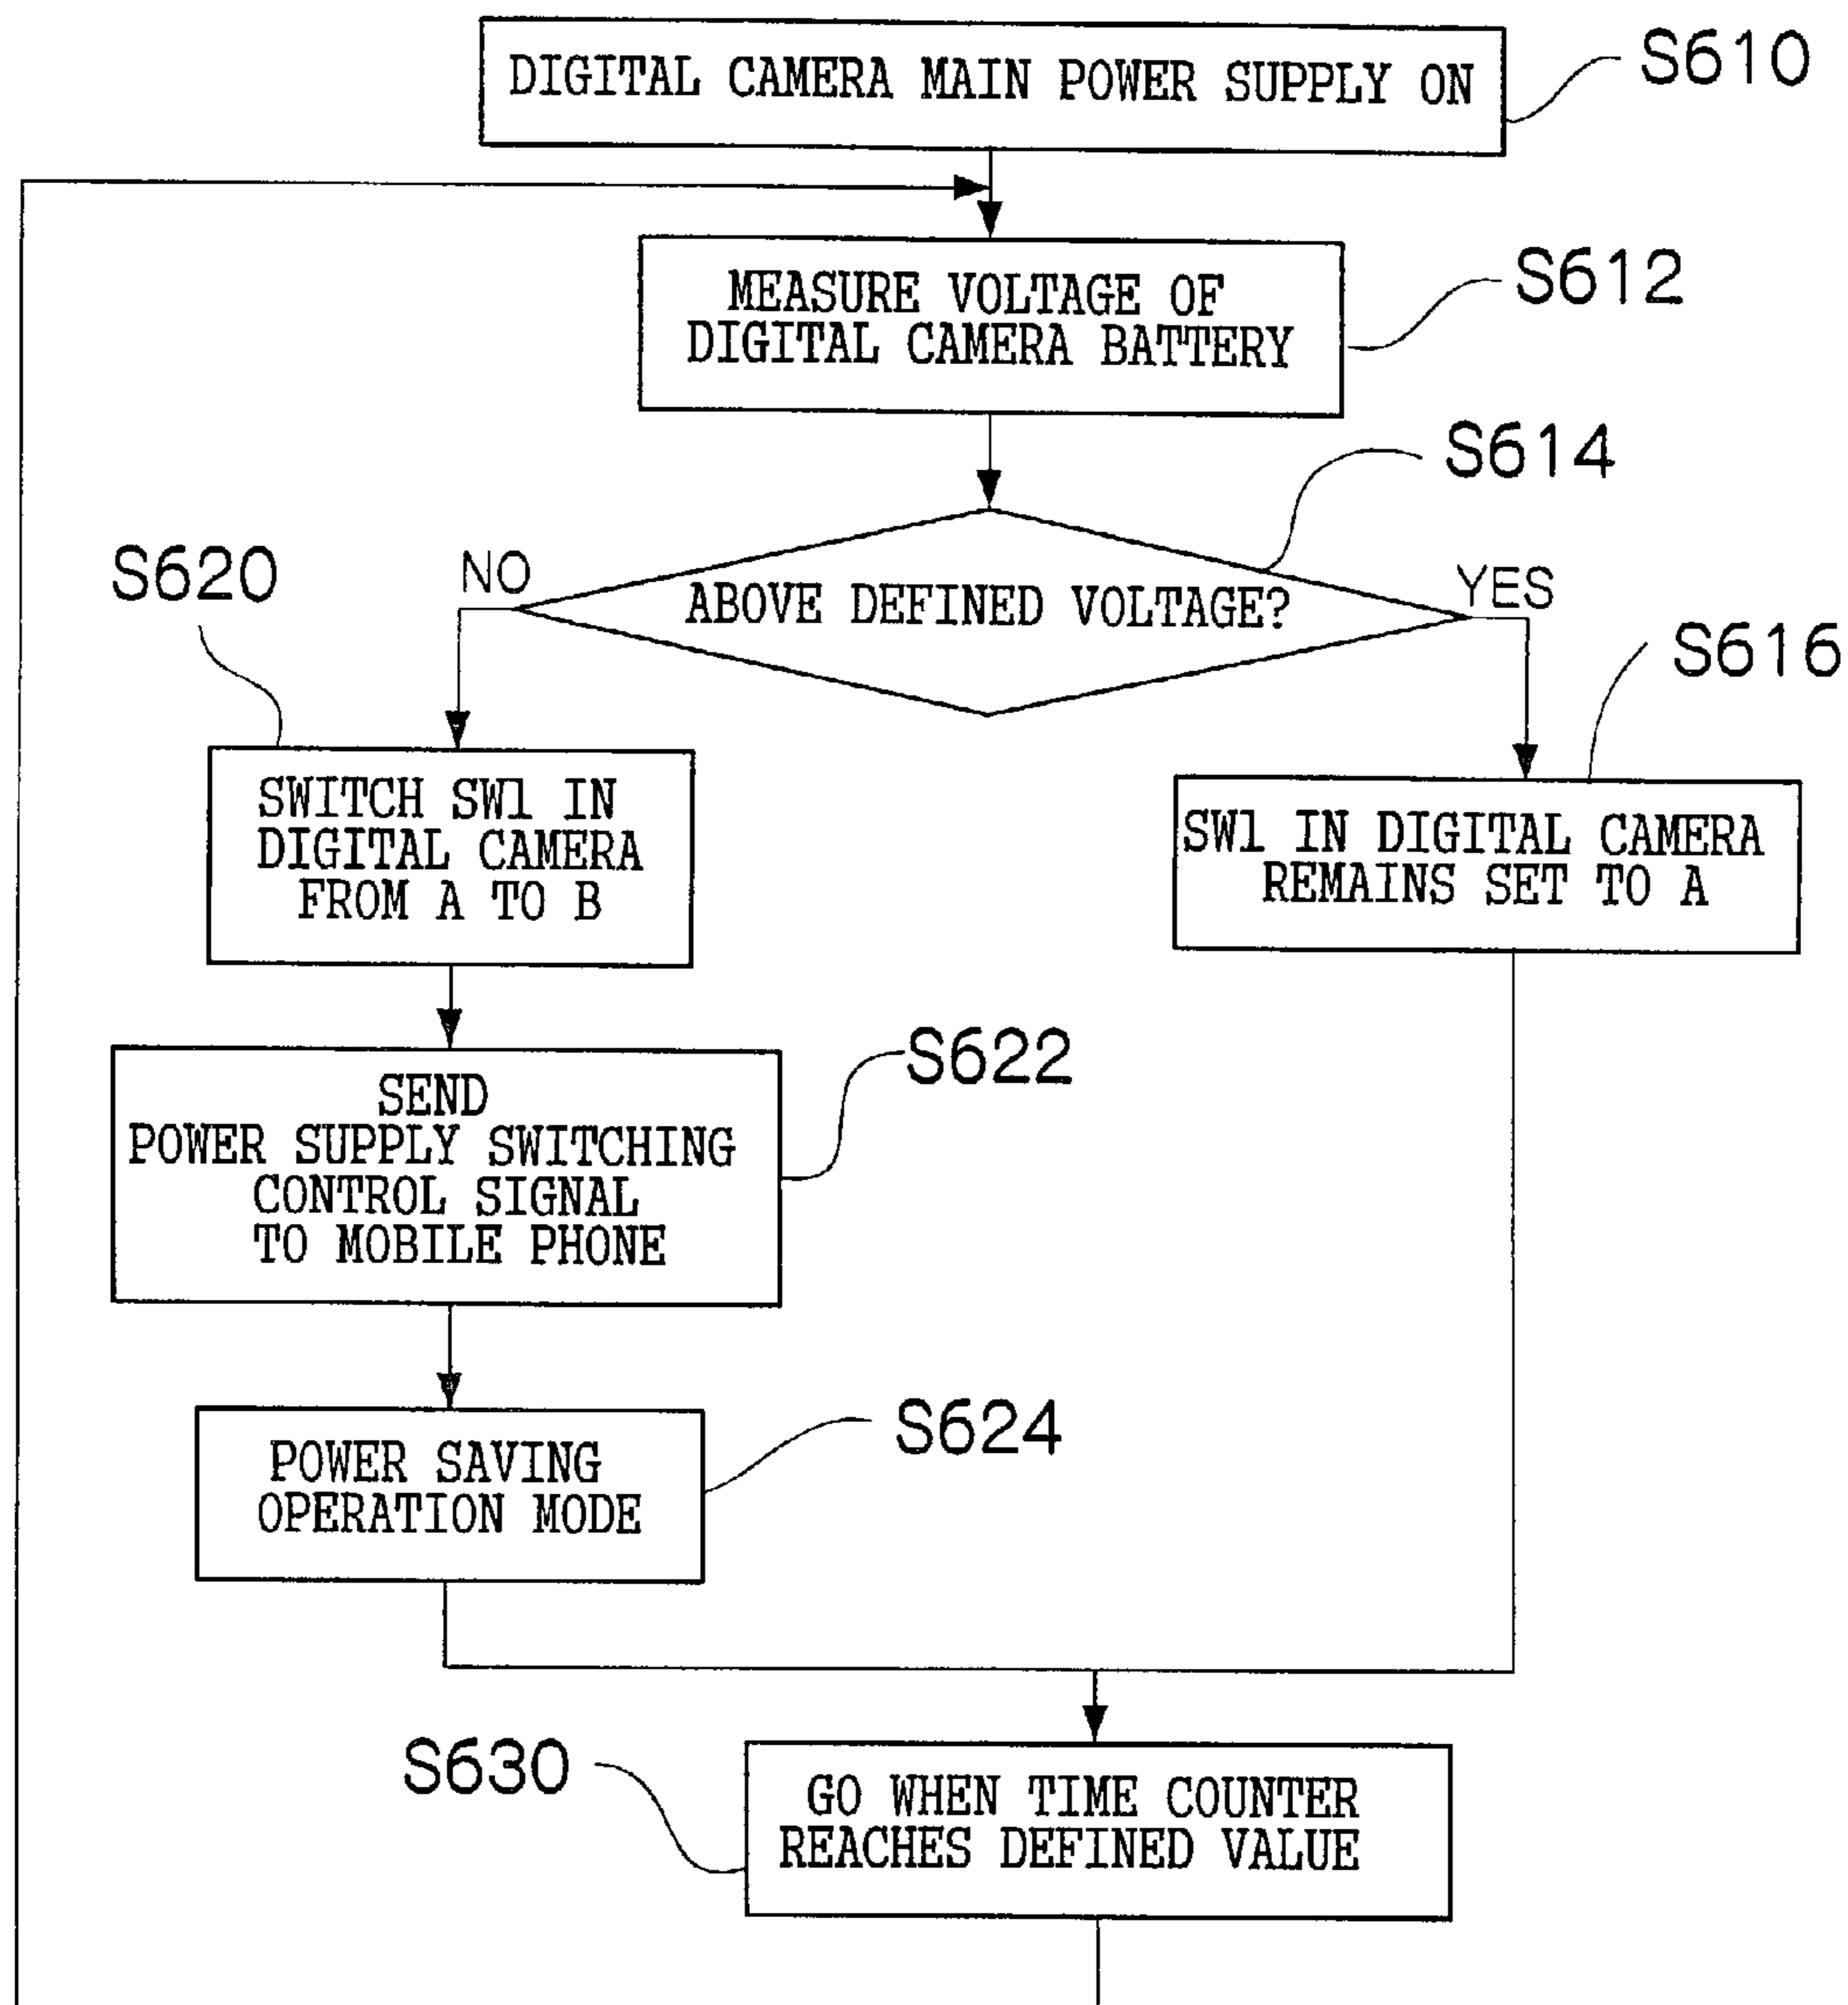 DIGITAL CAMERA MAIN POWER SUPPLY ON
S610
MEASURE VOLTAGE OF
DIGITAL CAMERA BATTERY
S612
S614
ABOVE DEFINED VOLTAGE?
NO
YES
S620
SWITCH SW1 IN
DIGITAL CAMERA
FROM A TO B
S616
SW1 IN DIGITAL CAMERA
REMAINS SET TO A
S622
SEND
POWER SUPPLY SWITCHING
CONTROL SIGNAL
TO MOBILE PHONE
S624
POWER SAVING
OPERATION MODE
S630
GO WHEN TIME COUNTER
REACHES DEFINED VALUE